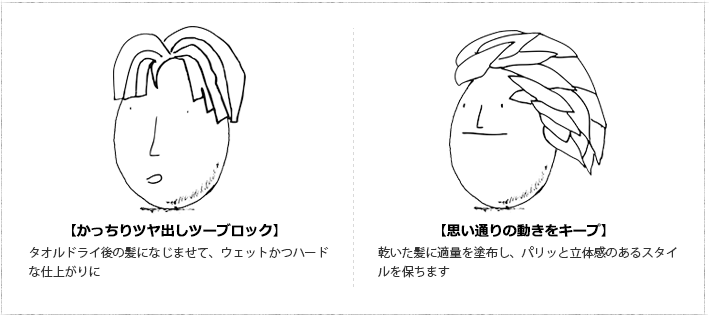 【かっちりツヤ出しツーブロック】
タオルドライ後の髪になじませて、ウェットかつハード
な仕上がりに
【思い通りの動きをキープ】
乾いた髪に適量を塗布し、パリッと立体感のあるスタイ
ルを保ちます